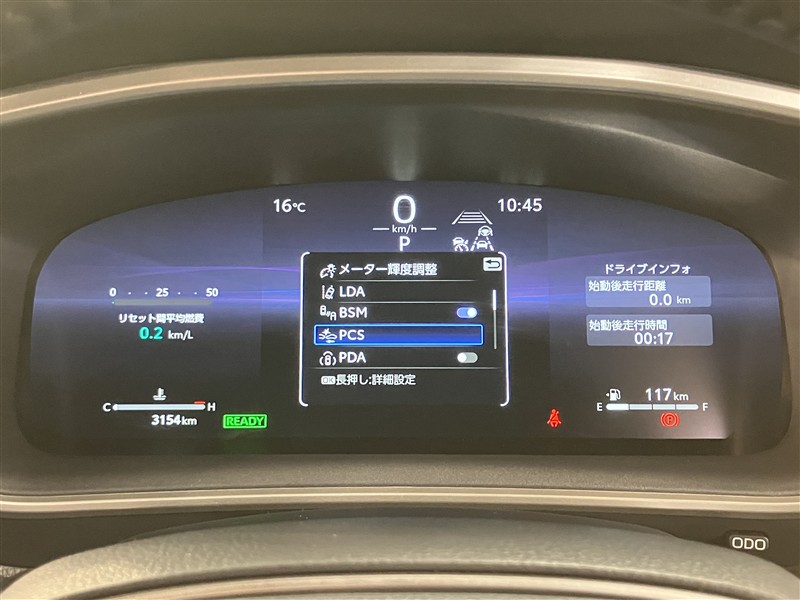 16℃
0
km/h
P
10:45
0 · · 25 · · 50
リセット間平均燃費
0.2 km/L
メーター輝度調整
LDA
BSM
PCS
PDA
OK長押し:詳細設定
ドライブインフォ
始動後走行距離
0.0 km
始動後走行時間
00:17
C H
3154km
READY
117km
E F
P
ODO